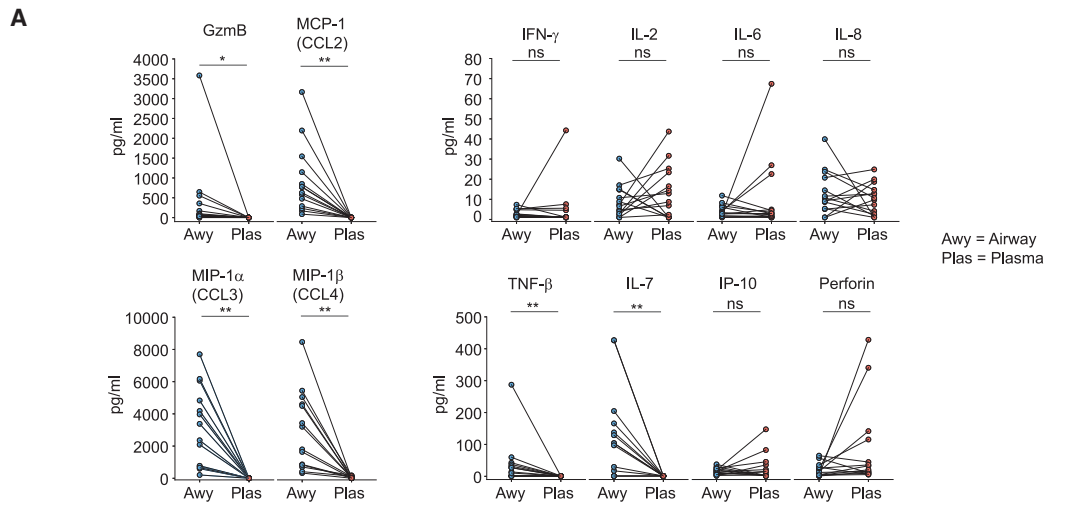 A
GzmB
MCP-1
(CCL2)
*
**
4000
3500
3000
2500
2000
1500
1000
500
0
pg/ml
Awy Plas Awy Plas
IFN-γ IL-2 IL-6 IL-8
ns ns ns ns
80
70
60
50
40
30
20
10
0
pg/ml
Awy Plas Awy Plas Awy Plas Awy Plas
Awy = Airway
Plas = Plasma
MIP-1α
(CCL3)
MIP-1β
(CCL4)
** **
10000
8000
6000
4000
2000
0
pg/ml
Awy Plas Awy Plas
TNF-β IL-7 IP-10 Perforin
** ** ns ns
500
400
300
200
100
0
pg/ml
Awy Plas Awy Plas Awy Plas Awy Plas